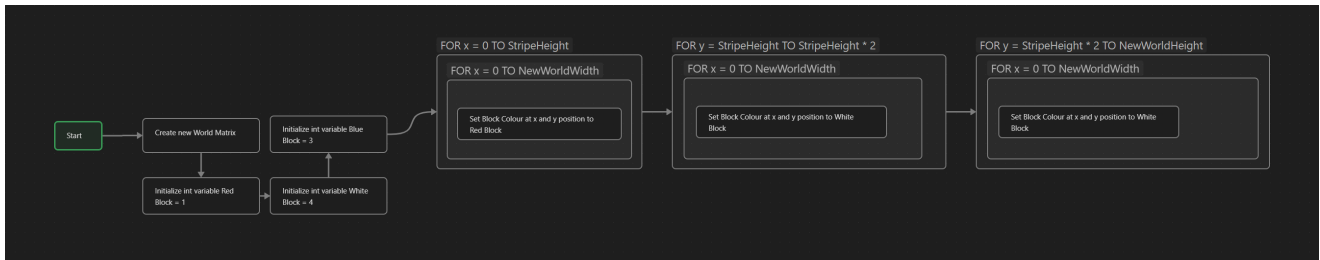 Start
Create new World Matrix
Initialize int variable Red
Block = 1
Initialize int variable White
Block = 4
Initialize int variable Blue
Block = 3
FOR x = 0 TO StripeHeight
FOR x = 0 TO NewWorldWidth
Set Block Colour at x and y position to
Red Block
FOR y = StripeHeight TO StripeHeight * 2
FOR x = 0 TO NewWorldWidth
Set Block Colour at x and y position to White
Block
FOR y = StripeHeight * 2 TO NewWorldHeight
FOR x = 0 TO NewWorldWidth
Set Block Colour at x and y position to White
Block